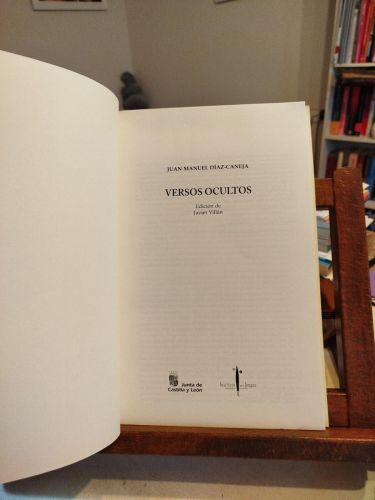 JUAN MANUEL DÍAZ-CANEJA
VERSOS OCULTOS
Edición de
Javier Villán
Junta de
Castilla y León